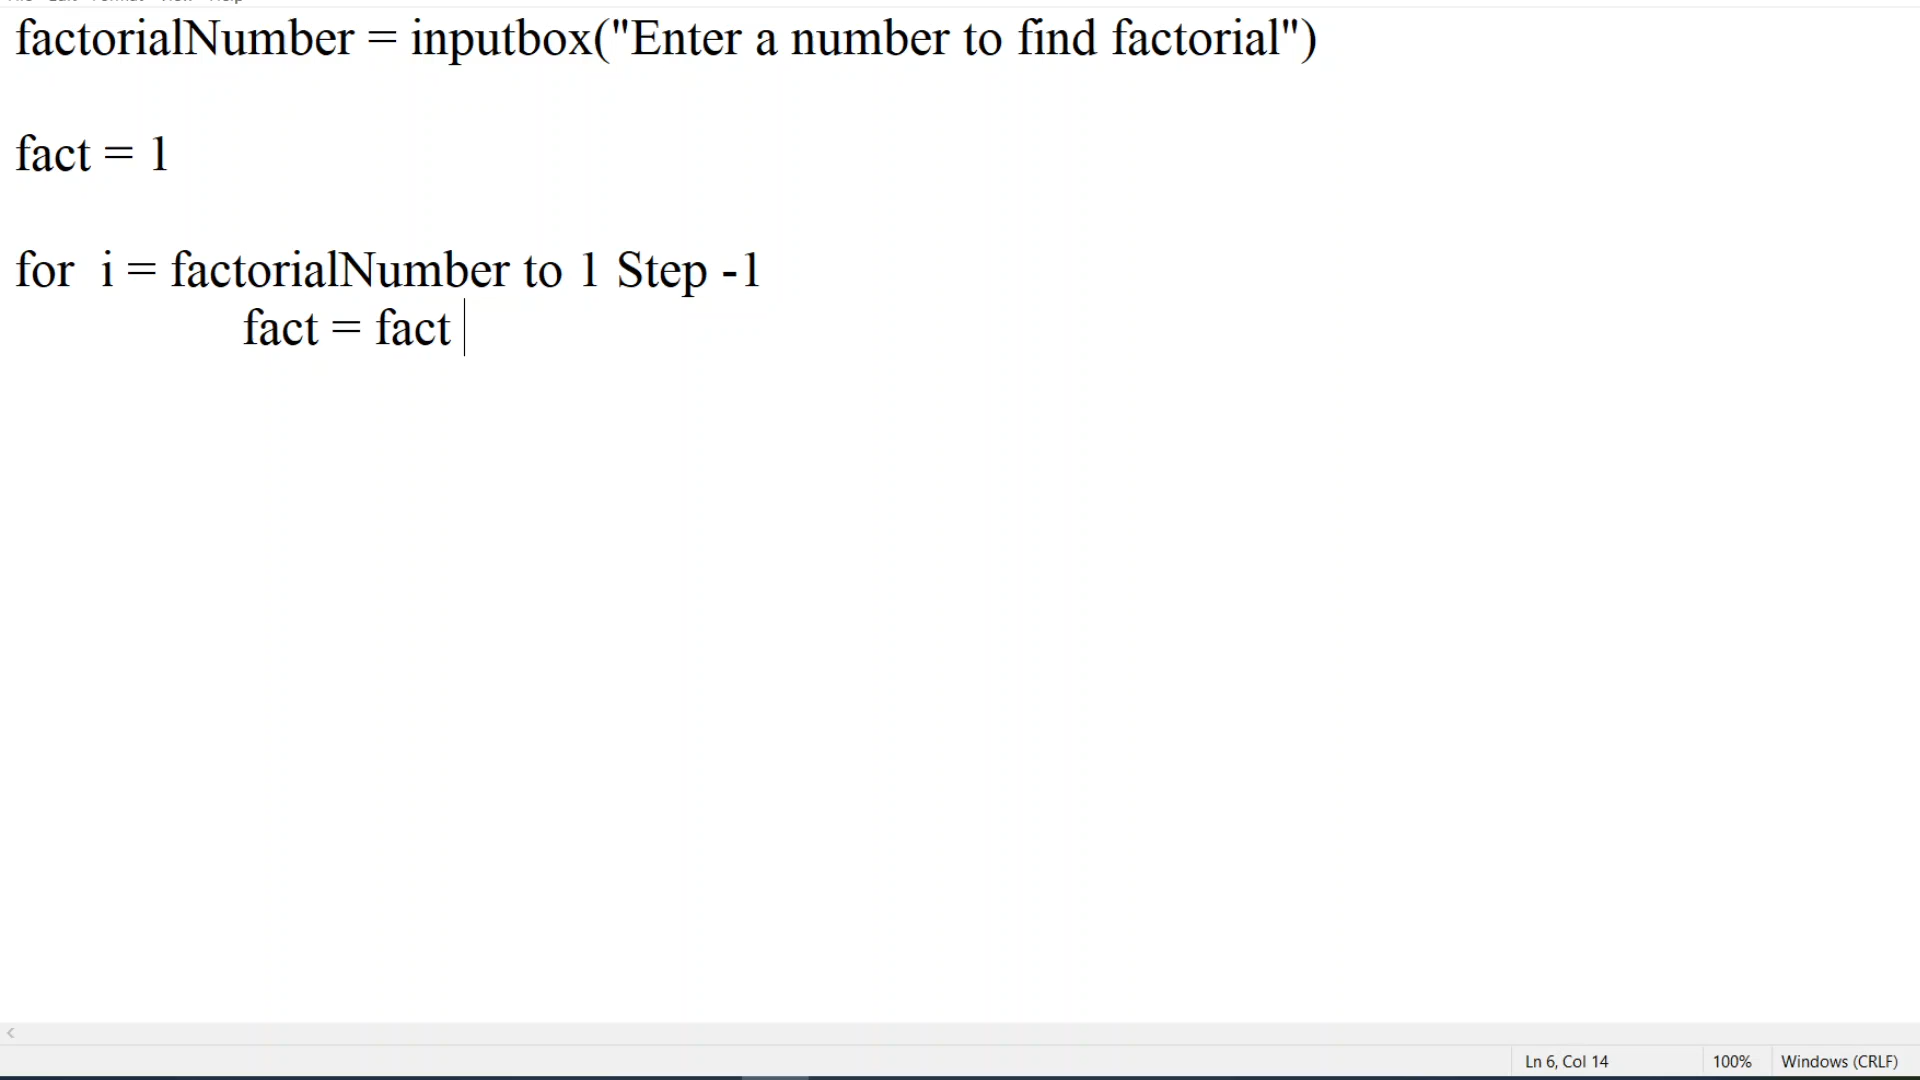 factorialNumber = inputbox("Enter a number to find factorial")
fact = 1
for  i = factorialNumber to 1 Step -1
fact = fact
Ln 6, Col 14
100%
Windows (CRLF)